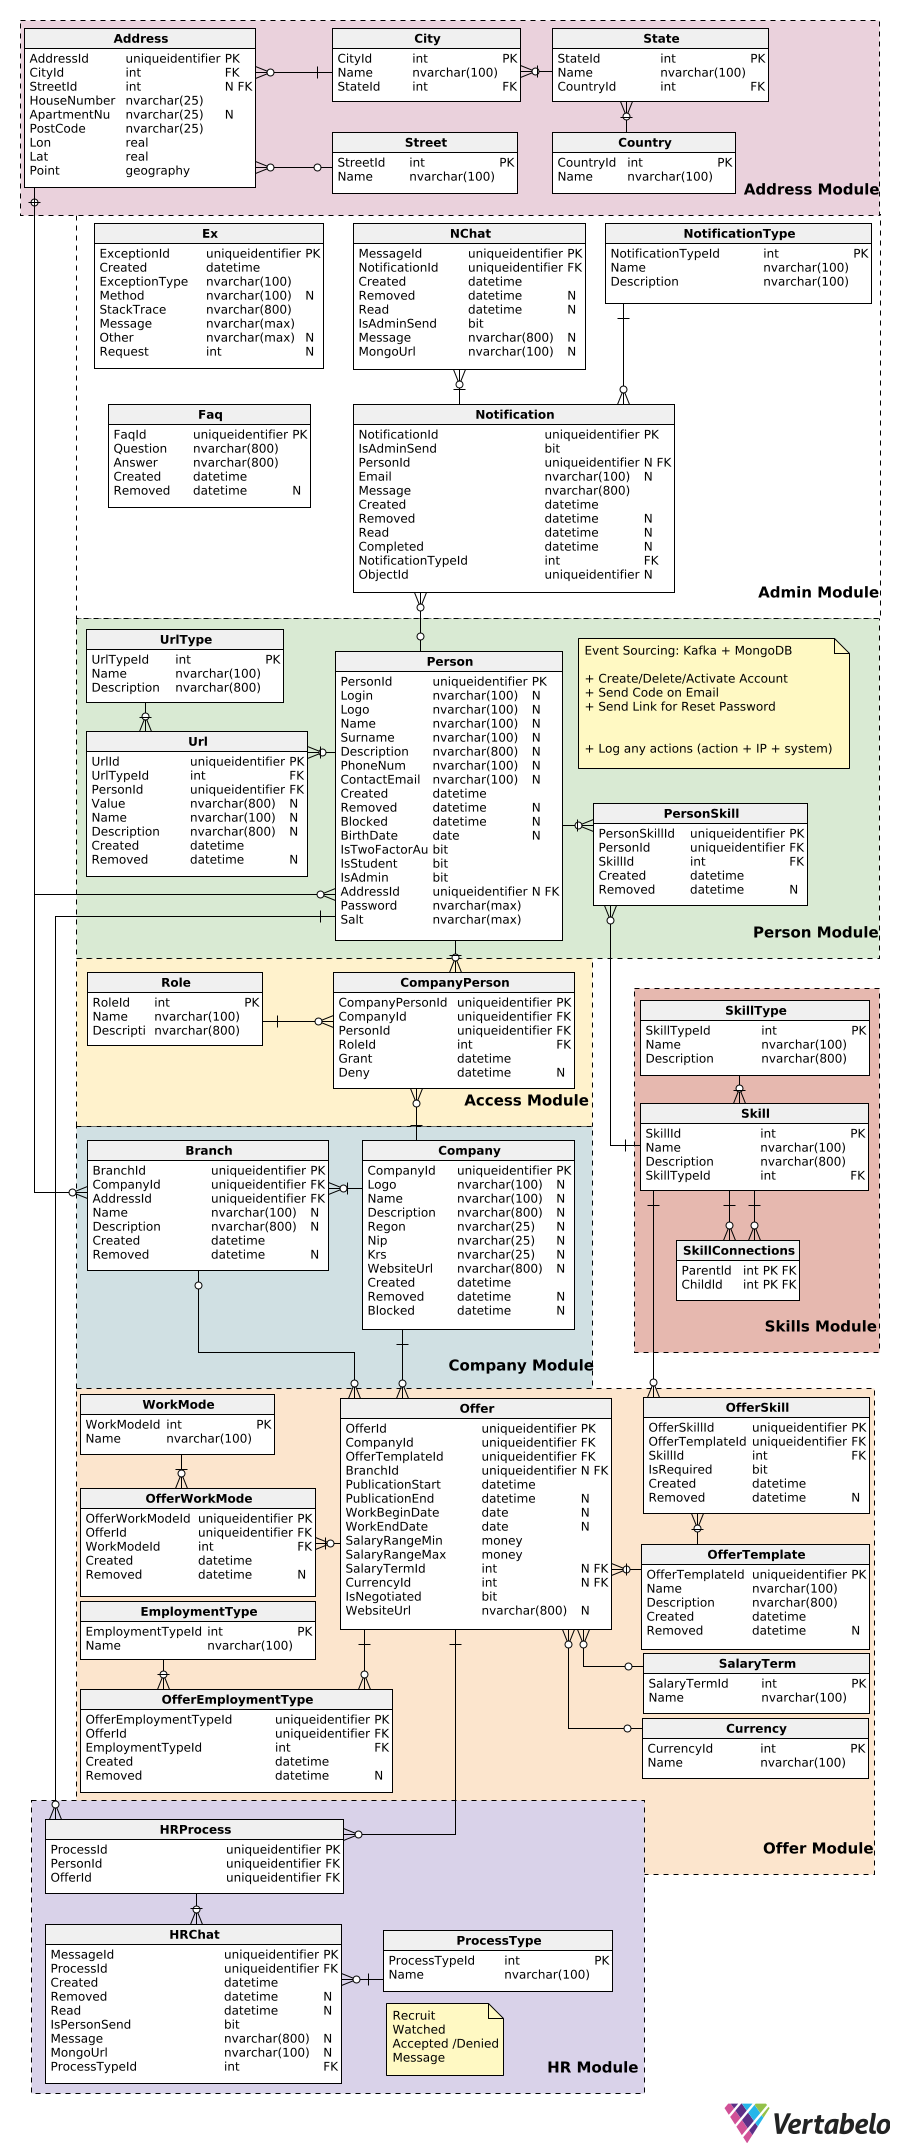 Address
AddressId uniqueidentifier PK
CityId int FK
StreetId int N FK
HouseNumber nvarchar(25)
ApartmentNu nvarchar(25) N
PostCode nvarchar(25)
Lon real
Lat real
Point geography
City
CityId int PK
Name nvarchar(100)
StateId int FK
State
StateId int PK
Name nvarchar(100)
CountryId int FK
Street
StreetId int PK
Name nvarchar(100)
Country
CountryId int PK
Name nvarchar(100)
Address Module
Ex
ExceptionId uniqueidentifier PK
Created datetime
ExceptionType nvarchar(100)
Method nvarchar(100) N
StackTrace nvarchar(800)
Message nvarchar(max)
Other nvarchar(max) N
Request int N
NChat
MessageId uniqueidentifier PK
NotificationId uniqueidentifier FK
Created datetime
Removed datetime N
Read datetime N
IsAdminSend bit
Message nvarchar(800) N
MongoUrl nvarchar(100) N
NotificationType
NotificationTypeId int PK
Name nvarchar(100)
Description nvarchar(100)
Faq
FaqId uniqueidentifier PK
Question nvarchar(800)
Answer nvarchar(800)
Created datetime
Removed datetime N
Notification
NotificationId uniqueidentifier PK
IsAdminSend bit
PersonId uniqueidentifier N FK
Email nvarchar(100) N
Message nvarchar(800)
Created datetime
Removed datetime N
Read datetime N
Completed datetime N
NotificationTypeId int FK
ObjectId uniqueidentifier N
Admin Module
UrlType
UrlTypeId int PK
Name nvarchar(100)
Description nvarchar(800)
Url
UrlId uniqueidentifier PK
UrlTypeId int FK
PersonId uniqueidentifier FK
Value nvarchar(800) N
Name nvarchar(100) N
Description nvarchar(800) N
Created datetime
Removed datetime N
Person
PersonId uniqueidentifier PK
Login nvarchar(100) N
Logo nvarchar(100) N
Name nvarchar(100) N
Surname nvarchar(100) N
Description nvarchar(800) N
PhoneNum nvarchar(100) N
ContactEmail nvarchar(100) N
Created datetime
Removed datetime N
Blocked datetime N
BirthDate date N
IsTwoFactorAu bit
IsStudent bit
IsAdmin bit
AddressId uniqueidentifier N FK
Password nvarchar(max)
Salt nvarchar(max)
Event Sourcing: Kafka + MongoDB
+ Create/Delete/Activate Account
+ Send Code on Email
+ Send Link for Reset Password
+ Log any actions (action + IP + system)
PersonSkill
PersonSkillId uniqueidentifier PK
PersonId uniqueidentifier FK
SkillId int FK
Created datetime
Removed datetime N
Person Module
Role
RoleId int PK
Name nvarchar(100)
Descripti nvarchar(800)
CompanyPerson
CompanyPersonId uniqueidentifier PK
CompanyId uniqueidentifier FK
PersonId uniqueidentifier FK
RoleId int FK
Grant datetime
Deny datetime N
Access Module
SkillType
SkillTypeId int PK
Name nvarchar(100)
Description nvarchar(800)
Skill
SkillId int PK
Name nvarchar(100)
Description nvarchar(800)
SkillTypeId int FK
SkillConnections
ParentId int PK FK
ChildId int PK FK
Skills Module
Branch
BranchId uniqueidentifier PK
CompanyId uniqueidentifier FK
AddressId uniqueidentifier FK
Name nvarchar(100) N
Description nvarchar(800) N
Created datetime
Removed datetime N
Company
CompanyId uniqueidentifier PK
Logo nvarchar(100) N
Name nvarchar(100) N
Description nvarchar(800) N
Regon nvarchar(25) N
Nip nvarchar(25) N
Krs nvarchar(25) N
WebsiteUrl nvarchar(800) N
Created datetime
Removed datetime N
Blocked datetime N
Company Module
WorkMode
WorkModeId int PK
Name nvarchar(100)
OfferWorkMode
OfferWorkModeId uniqueidentifier PK
OfferId uniqueidentifier FK
WorkModeId int FK
Created datetime
Removed datetime N
EmploymentType
EmploymentTypeId int PK
Name nvarchar(100)
OfferEmploymentType
OfferEmploymentTypeId uniqueidentifier PK
OfferId uniqueidentifier FK
EmploymentTypeId int FK
Created datetime
Removed datetime N
Offer
OfferId uniqueidentifier PK
CompanyId uniqueidentifier FK
OfferTemplateId uniqueidentifier FK
BranchId uniqueidentifier N FK
PublicationStart datetime
PublicationEnd datetime N
WorkBeginDate date N
WorkEndDate date N
SalaryRangeMin money
SalaryRangeMax money
SalaryTermId int N FK
CurrencyId int N FK
IsNegotiated bit
WebsiteUrl nvarchar(800) N
OfferSkill
OfferSkillId uniqueidentifier PK
OfferTemplateId uniqueidentifier FK
SkillId int FK
IsRequired bit
Created datetime
Removed datetime N
OfferTemplate
OfferTemplateId uniqueidentifier PK
Name nvarchar(100)
Description nvarchar(800)
Created datetime
Removed datetime N
SalaryTerm
SalaryTermId int PK
Name nvarchar(100)
Currency
CurrencyId int PK
Name nvarchar(100)
Offer Module
HRProcess
ProcessId uniqueidentifier PK
PersonId uniqueidentifier FK
OfferId uniqueidentifier FK
HRChat
MessageId uniqueidentifier PK
ProcessId uniqueidentifier FK
Created datetime
Removed datetime N
Read datetime N
IsPersonSend bit
Message nvarchar(800) N
MongoUrl nvarchar(100) N
ProcessTypeId int FK
ProcessType
ProcessTypeId int PK
Name nvarchar(100)
Recruit
Watched
Accepted /Denied
Message
HR Module
Vertabelo